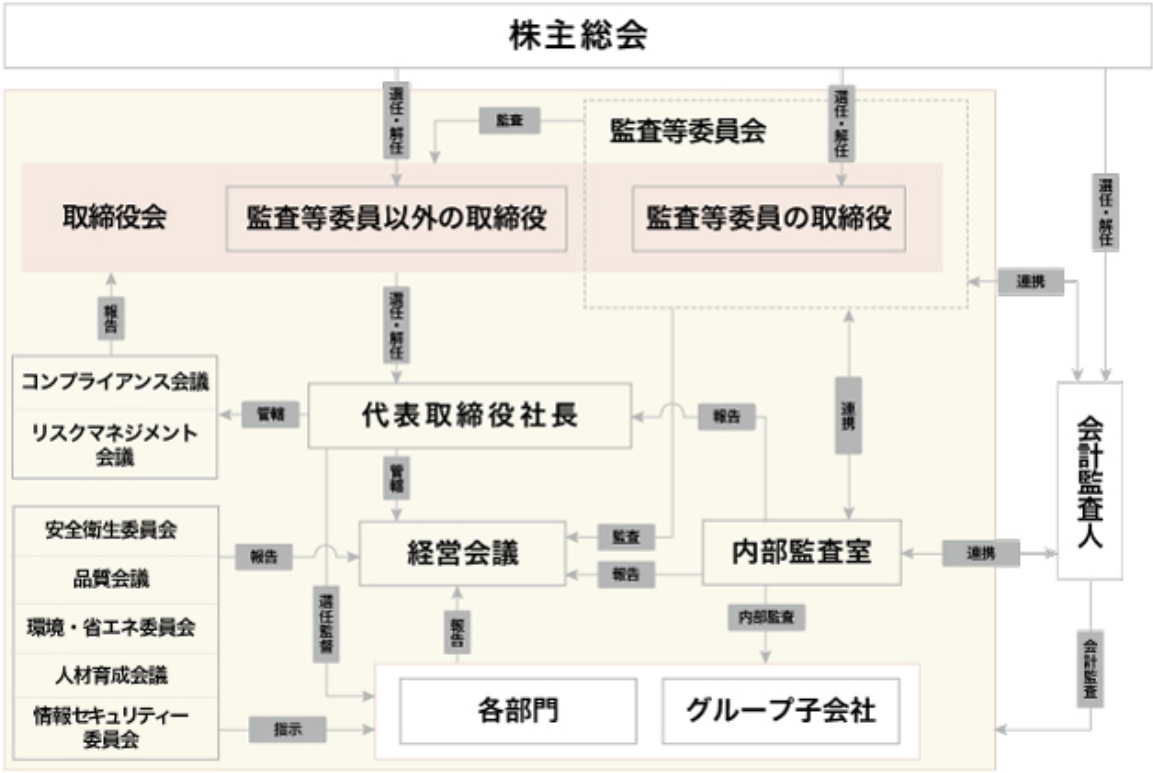 株主総会
選任・解任
監査
監査等委員会
選任・解任
選任・解任
取締役会
監査等委員以外の取締役
監査等委員の取締役
連携
報告
選任・解任
コンプライアンス会議
リスクマネジメント
会議
管轄
代表取締役社長
報告
連携
管轄
会計監査人
安全衛生委員会
品質会議
環境・省エネ委員会
人材育成会議
情報セキュリティー
委員会
報告
経営会議
監査
報告
内部監査室
連携
選任監督
報告
内部監査
会計監査
指示
各部門
グループ子会社